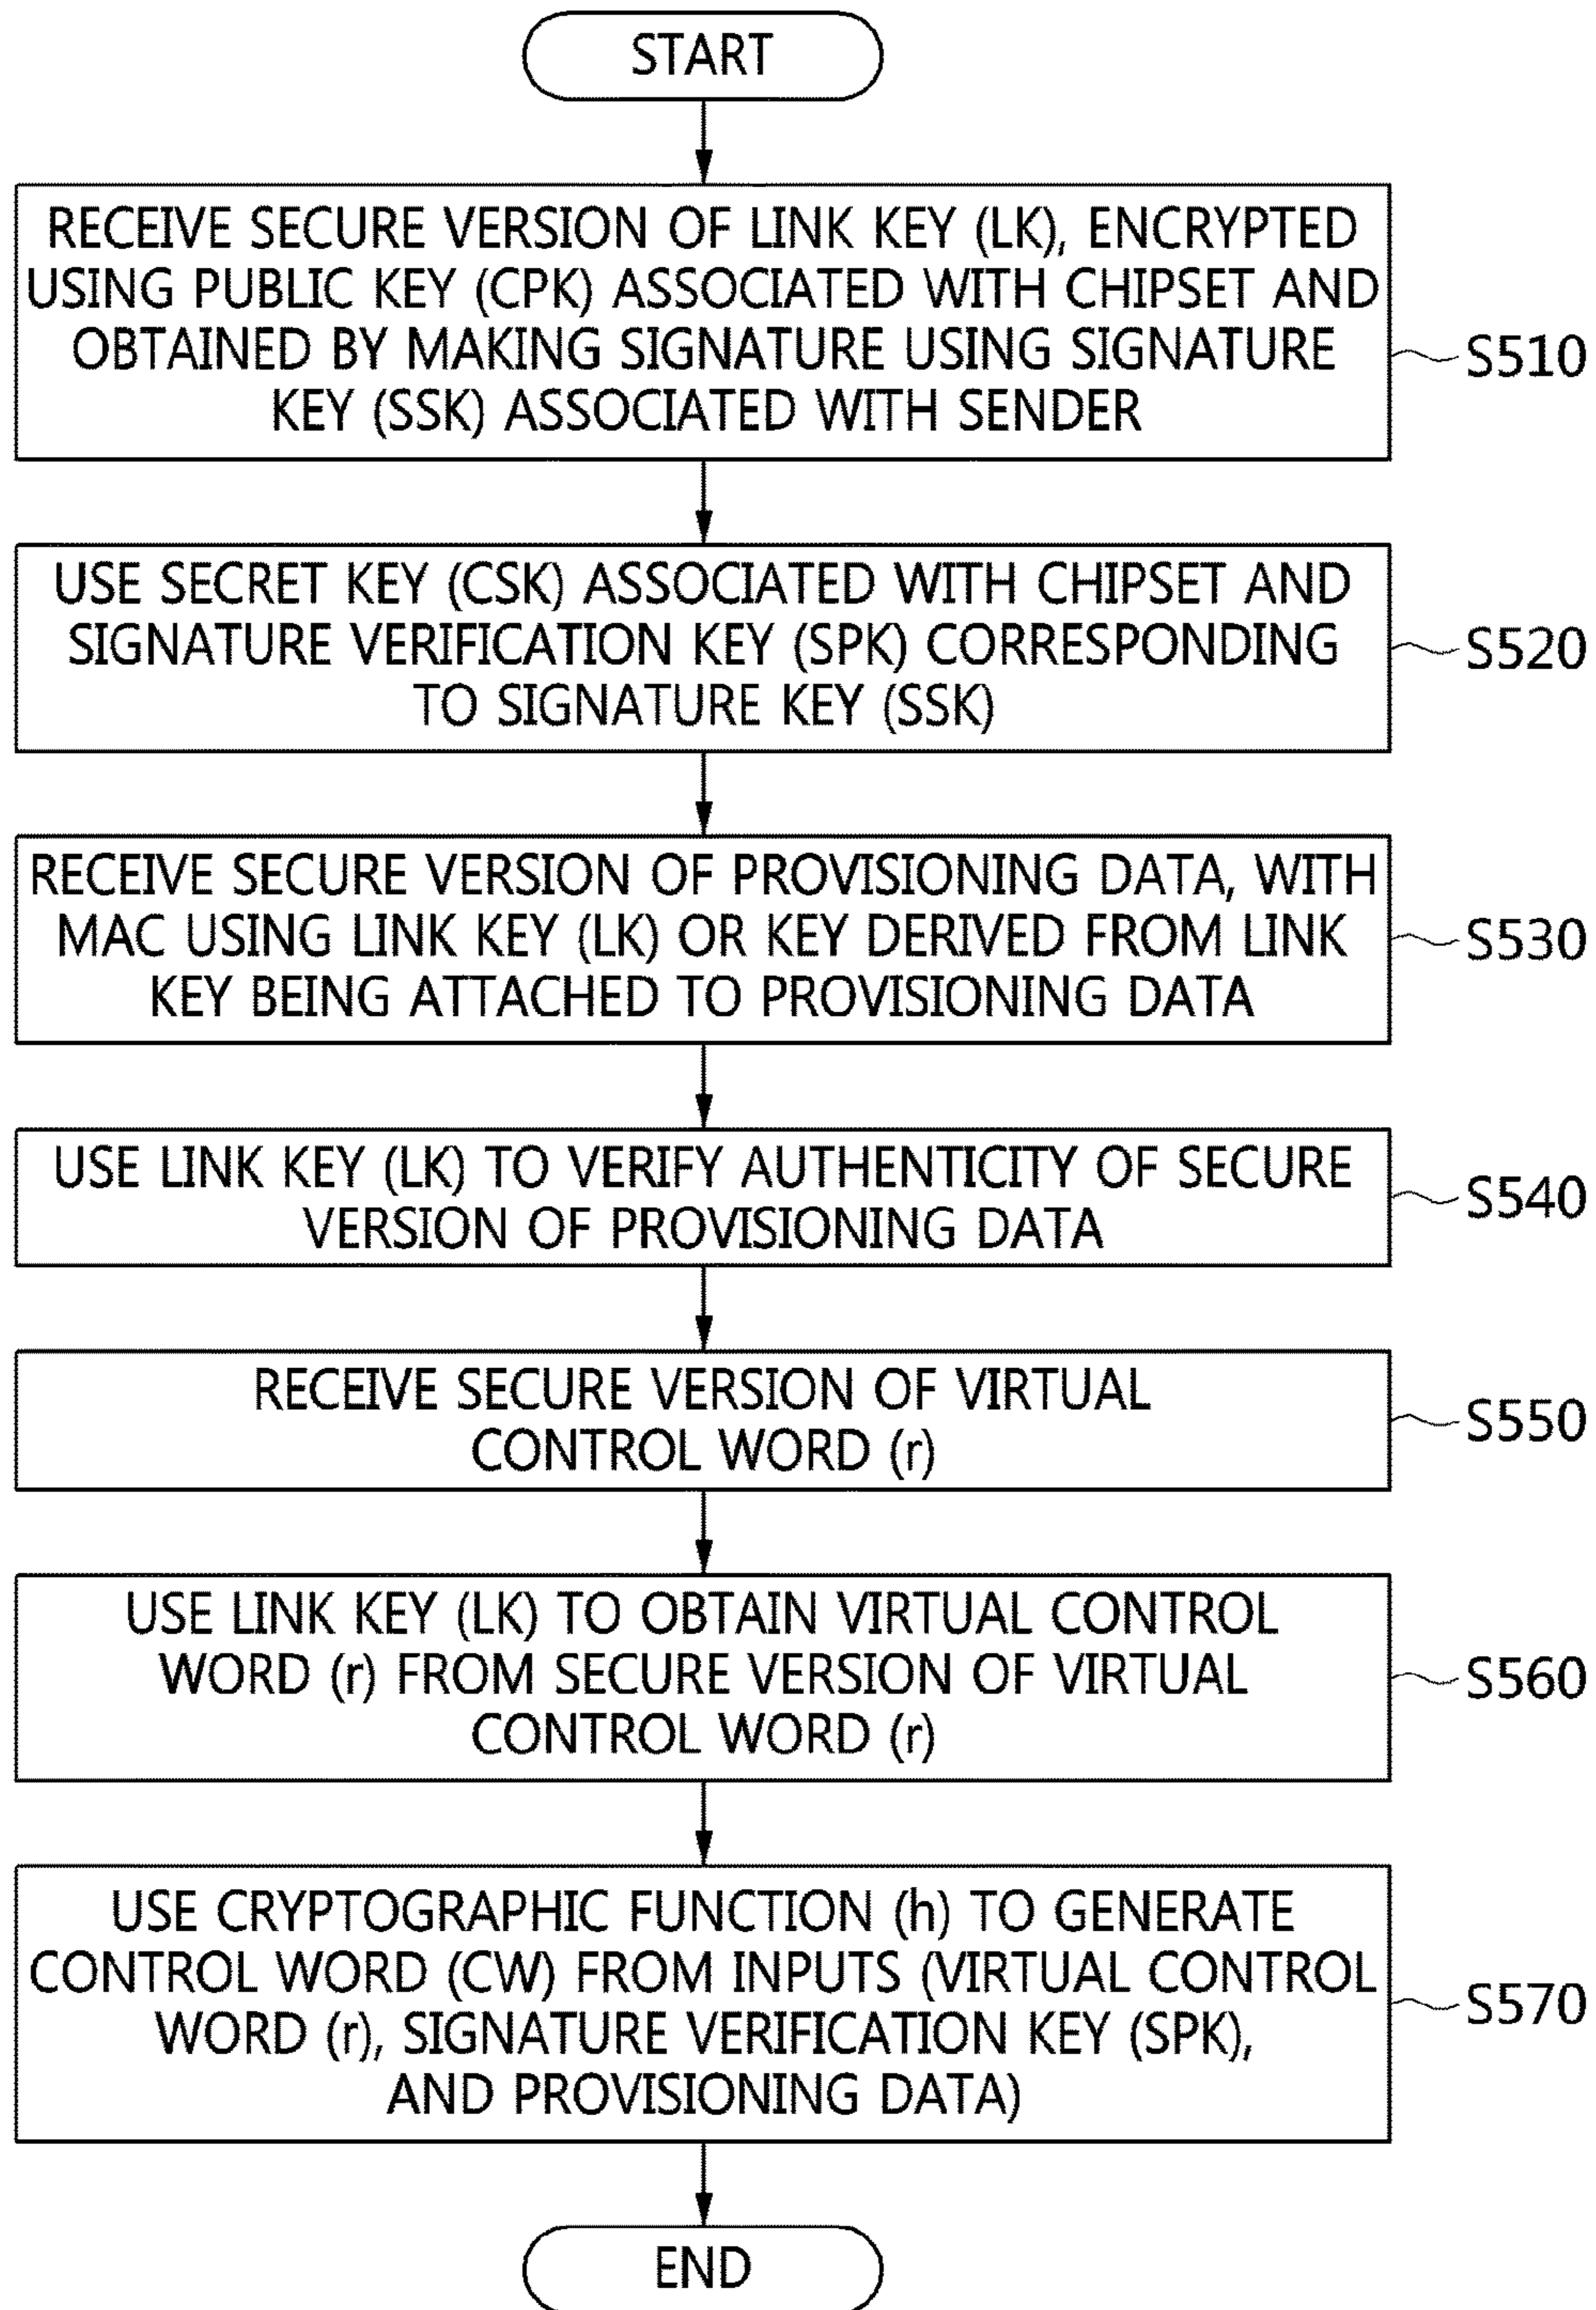 START
RECEIVE SECURE VERSION OF LINK KEY (LK), ENCRYPTED
USING PUBLIC KEY (CPK) ASSOCIATED WITH CHIPSET AND
OBTAINED BY MAKING SIGNATURE USING SIGNATURE
KEY (SSK) ASSOCIATED WITH SENDER
S510
USE SECRET KEY (CSK) ASSOCIATED WITH CHIPSET AND
SIGNATURE VERIFICATION KEY (SPK) CORRESPONDING
TO SIGNATURE KEY (SSK)
S520
RECEIVE SECURE VERSION OF PROVISIONING DATA, WITH
MAC USING LINK KEY (LK) OR KEY DERIVED FROM LINK
KEY BEING ATTACHED TO PROVISIONING DATA
S530
USE LINK KEY (LK) TO VERIFY AUTHENTICITY OF SECURE
VERSION OF PROVISIONING DATA
S540
RECEIVE SECURE VERSION OF VIRTUAL
CONTROL WORD (r)
S550
USE LINK KEY (LK) TO OBTAIN VIRTUAL CONTROL
WORD (r) FROM SECURE VERSION OF VIRTUAL
CONTROL WORD (r)
S560
USE CRYPTOGRAPHIC FUNCTION (h) TO GENERATE
CONTROL WORD (CW) FROM INPUTS (VIRTUAL CONTROL
WORD (r), SIGNATURE VERIFICATION KEY (SPK),
AND PROVISIONING DATA)
S570
END